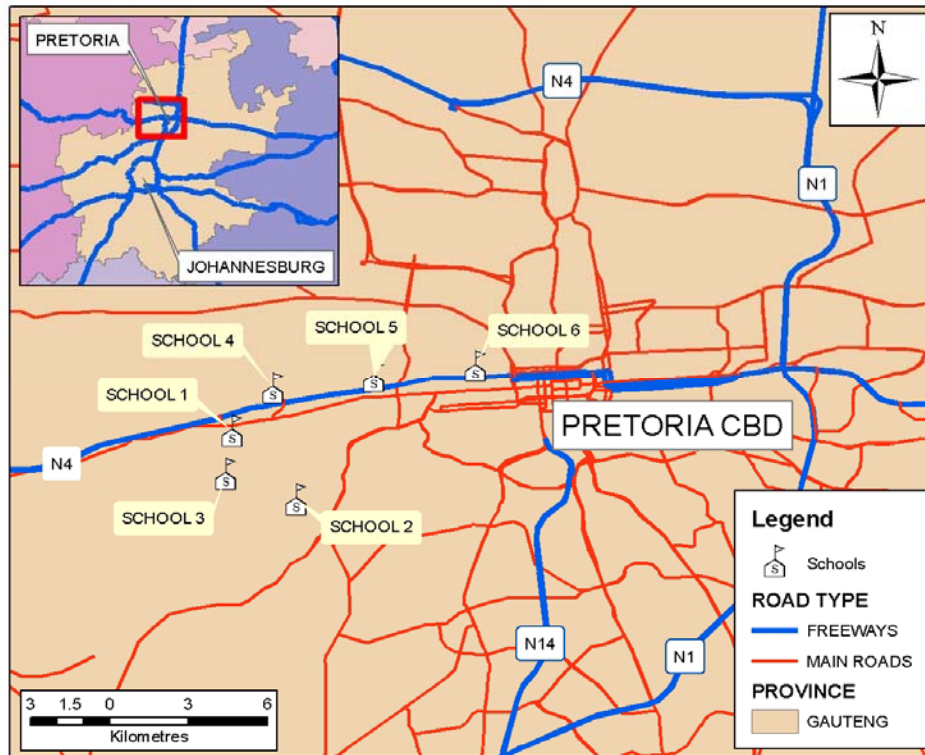 PRETORIA
JOHANNESBURG
N
N4
N1
SCHOOL 5
SCHOOL 6
SCHOOL 4
SCHOOL 1
S
S
S
S
PRETORIA CBD
N4
S
SCHOOL 3
S
SCHOOL 2
N14
N1
Legend
S Schools
ROAD TYPE
FREEWAYS
MAIN ROADS
PROVINCE
GAUTENG
3 1.5 0 3 6
Kilometres